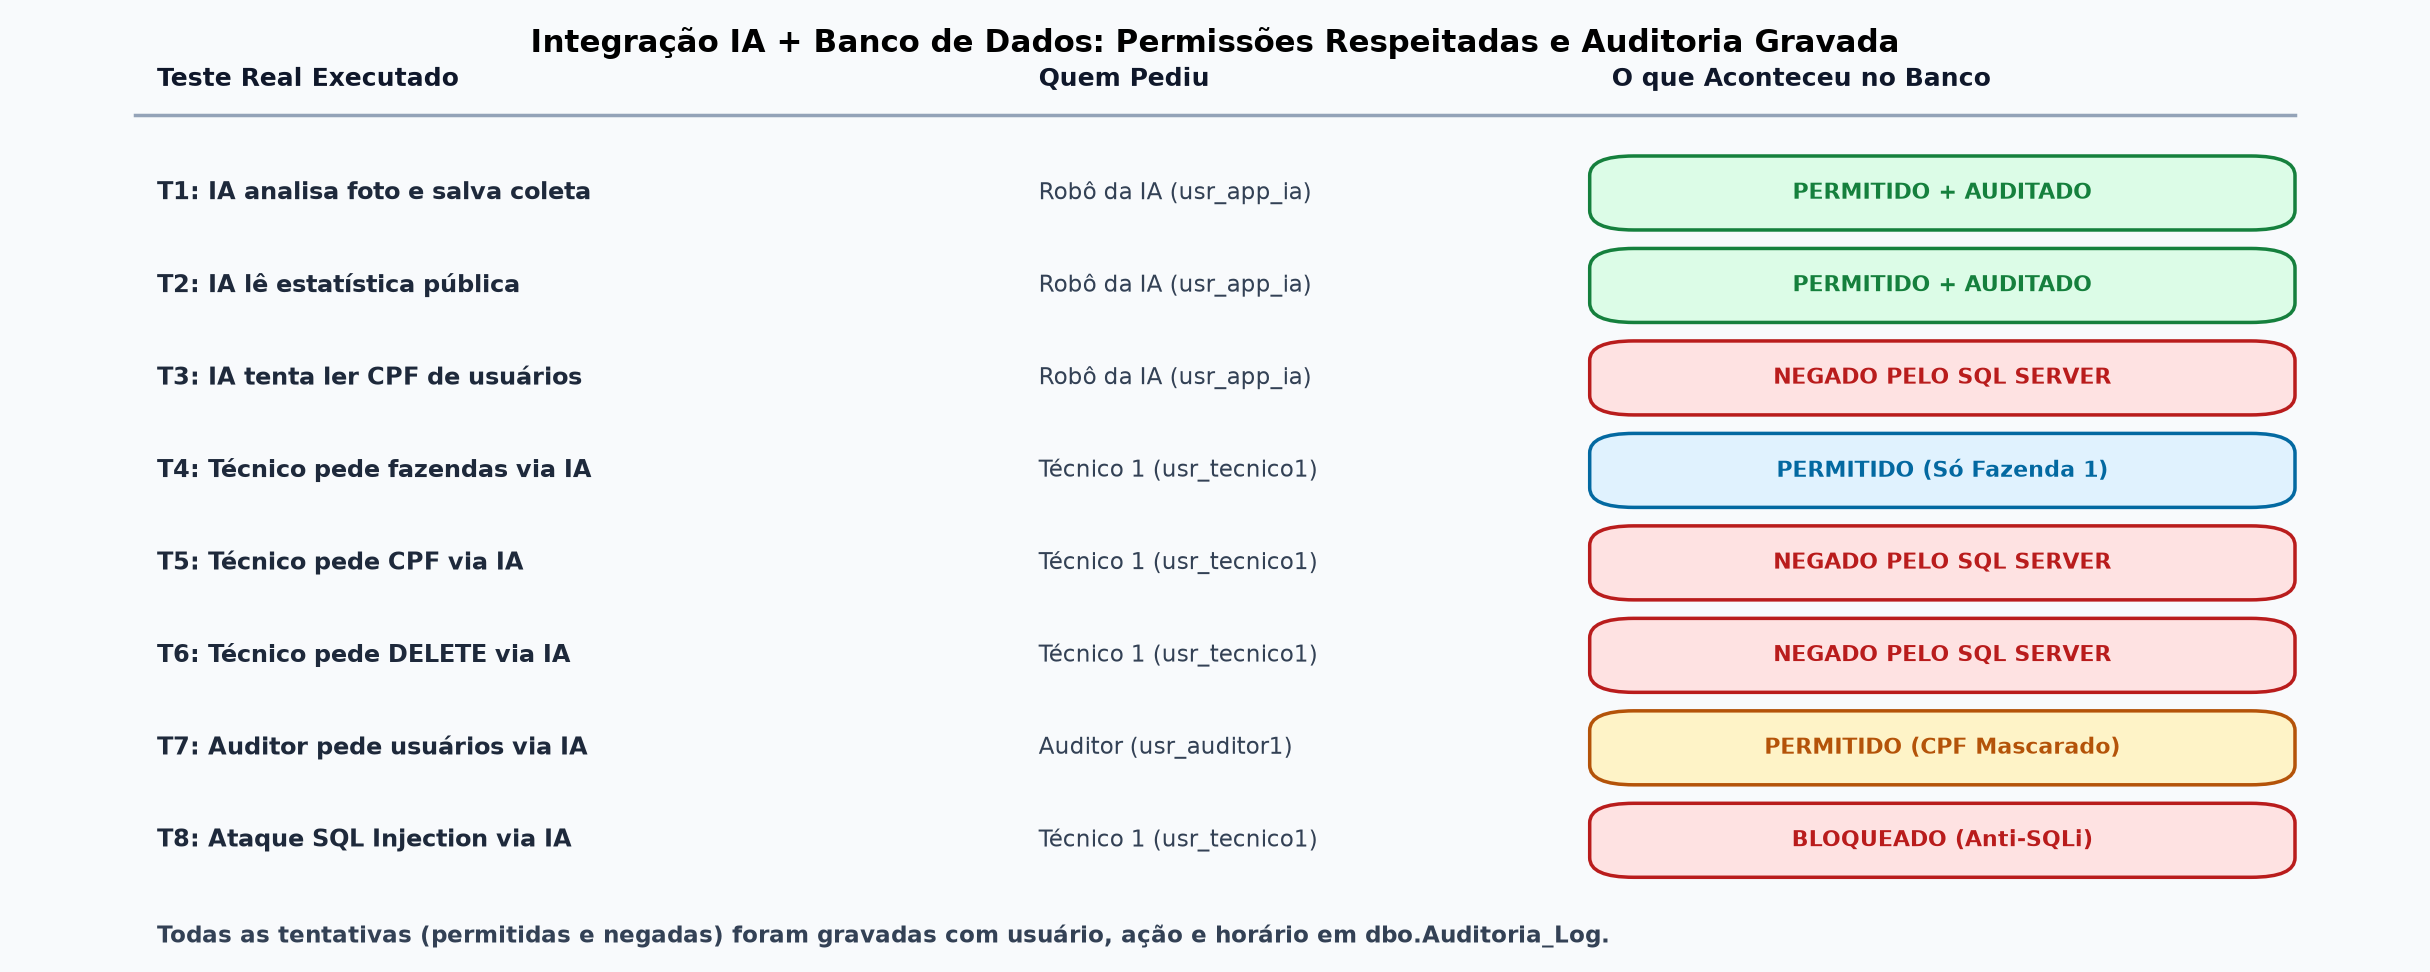 Integração IA + Banco de Dados: Permissões Respeitadas e Auditoria Gravada
Teste Real Executado Quem Pediu O que Aconteceu no Banco
T1: IA analisa foto e salva coleta Robô da IA (usr_app_ia) PERMITIDO + AUDITADO
T2: IA lê estatística pública Robô da IA (usr_app_ia) PERMITIDO + AUDITADO
T3: IA tenta ler CPF de usuários Robô da IA (usr_app_ia) NEGADO PELO SQL SERVER
T4: Técnico pede fazendas via IA Técnico 1 (usr_tecnico1) PERMITIDO (Só Fazenda 1)
T5: Técnico pede CPF via IA Técnico 1 (usr_tecnico1) NEGADO PELO SQL SERVER
T6: Técnico pede DELETE via IA Técnico 1 (usr_tecnico1) NEGADO PELO SQL SERVER
T7: Auditor pede usuários via IA Auditor (usr_auditor1) PERMITIDO (CPF Mascarado)
T8: Ataque SQL Injection via IA Técnico 1 (usr_tecnico1) BLOQUEADO (Anti-SQLi)
Todas as tentativas (permitidas e negadas) foram gravadas com usuário, ação e horário em dbo.Auditoria_Log.